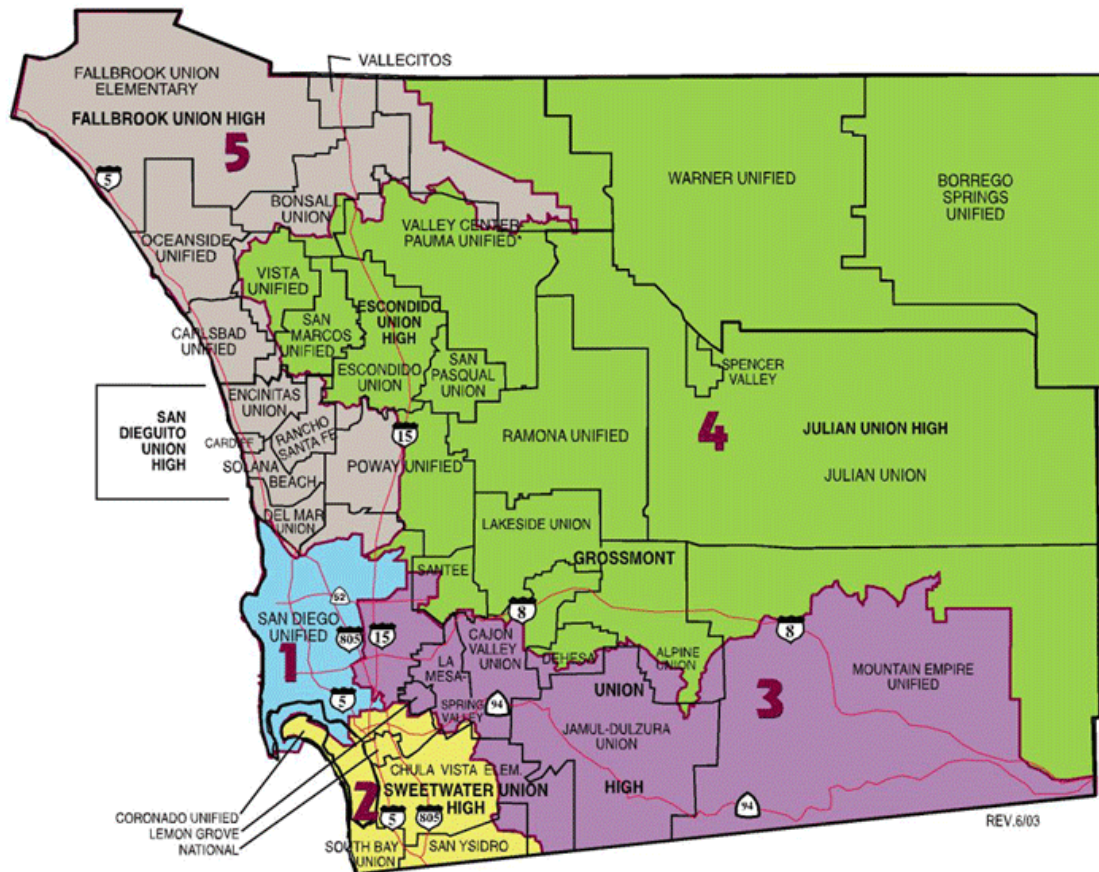 VALLECITOS
FALLBROOK UNION
ELEMENTARY
FALLBROOK UNION HIGH
5
5
WARNER UNIFIED
BORREGO
SPRINGS
UNIFIED
BONSAL
UNION
VALLEY CENTER-
PAUMA UNIFIED*
OCEANSIDE
UNIFIED
VISTA
UNIFIED
ESCONDIDO
UNION
HIGH
SAN
MARCOS
UNIFIED
CARLSBAD
UNIFIED
ESCONDIDO
UNION
SAN
PASQUAL
UNION
SPENCER
VALLEY
ENCINITAS
UNION
SAN
DIEGUITO
UNION
HIGH
CARDIFF
RANCHO
SANTA FE
SOLANA
BEACH
15
4
RAMONA UNIFIED
JULIAN UNION HIGH
JULIAN UNION
POWAY UNIFIED
DEL MAR
UNION
LAKESIDE UNION
SANTEE
GROSSMONT
52
SAN DIEGO
UNIFIED
805
15
8
8
1
CAJON
VALLEY
UNION
LA
MESA-
SPRING
VALLEY
DEHESA
ALPINE
UNION
MOUNTAIN EMPIRE
UNIFIED
UNION
3
5
94
JAMUL-DULZURA
UNION
CHULA VISTA ELEM.
SWEETWATER UNION
HIGH
HIGH
2
94
CORONADO UNIFIED
LEMON GROVE
NATIONAL
5
805
SOUTH BAY
UNION
SAN YSIDRO
REV.6/03